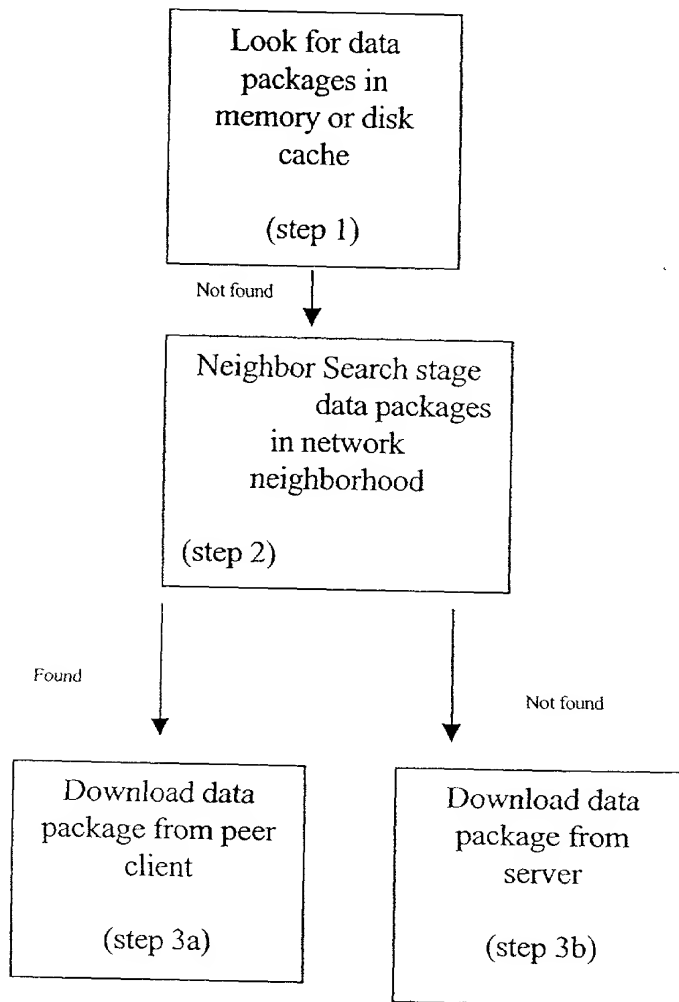 Look for data
packages in
memory or disk
cache
(step 1)
Not found
Neighbor Search stage
data packages
in network
neighborhood
(step 2)
Found
Not found
Download data
package from peer
client
(step 3a)
Download data
package from
server
(step 3b)